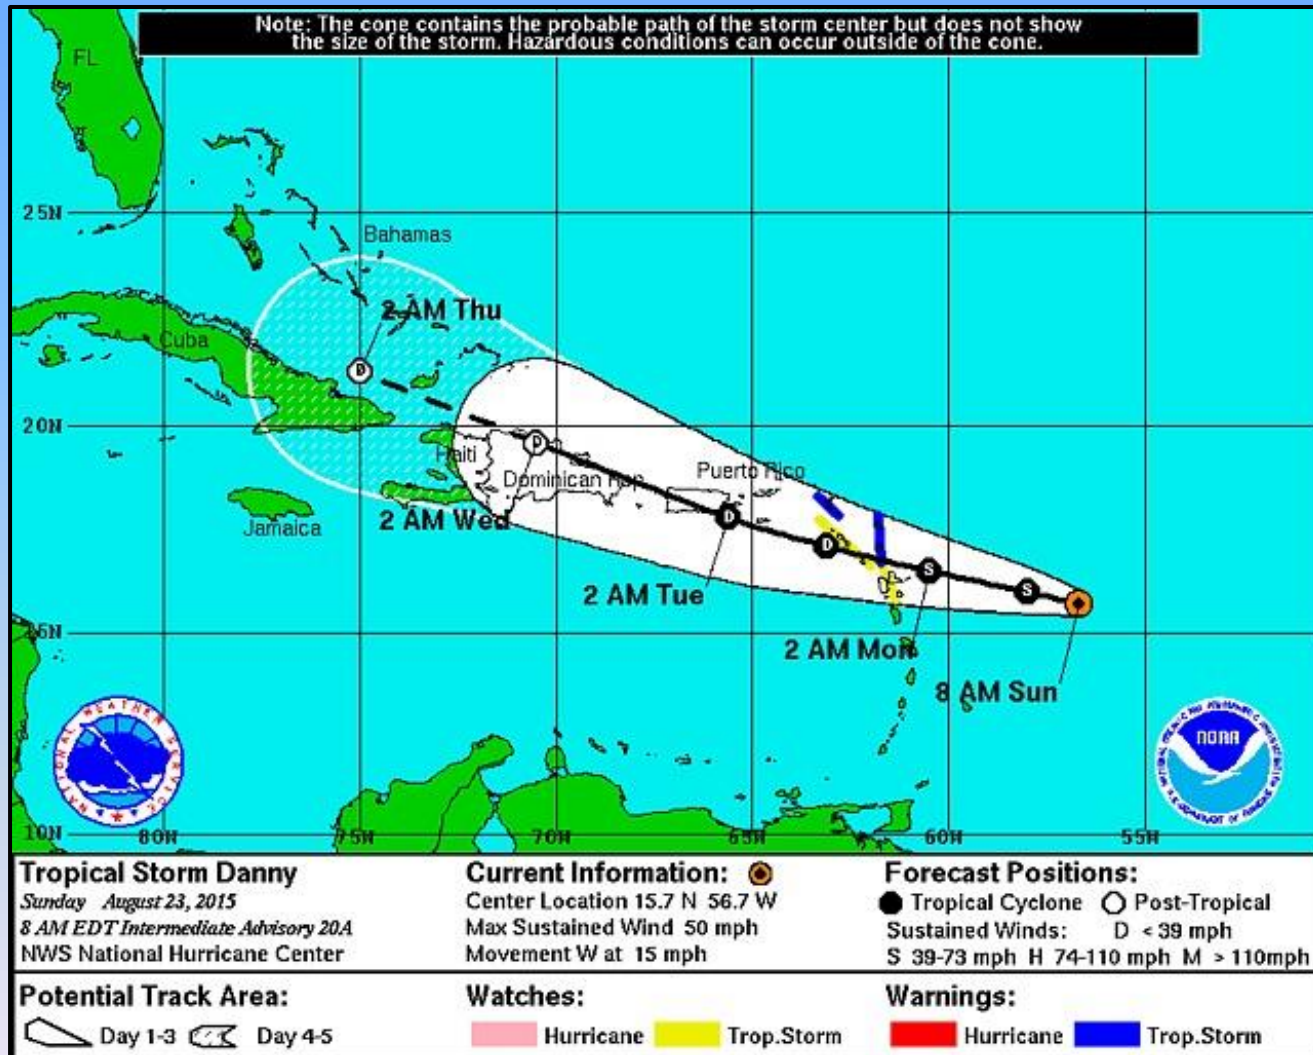 Note: The cone contains the probable path of the storm center but does not show
the size of the storm. Hazardous conditions can occur outside of the cone.
FL
25N
Bahamas
2 AM Thu
Cuba
D
20N
D
Haiti
Dominican Rep
Puerto Rico
Jamaica
2 AM Wed
D
D
S
S
2 AM Tue
15N
2 AM Mon
8 AM Sun
NATIONAL WEATHER SERVICE
NOAA
10N
80W 75W 70W 65W 60W 55W
Tropical Storm Danny
Sunday August 23, 2015
8 AM EDT Intermediate Advisory 20A
NWS National Hurricane Center
Current Information:
Center Location 15.7 N 56.7 W
Max Sustained Wind 50 mph
Movement W at 15 mph
Forecast Positions:
Tropical Cyclone Post-Tropical
Sustained Winds: D < 39 mph
S 39-73 mph H 74-110 mph M > 110mph
Potential Track Area:
Day 1-3 Day 4-5
Watches:
Hurricane Trop.Storm
Warnings:
Hurricane Trop.Storm